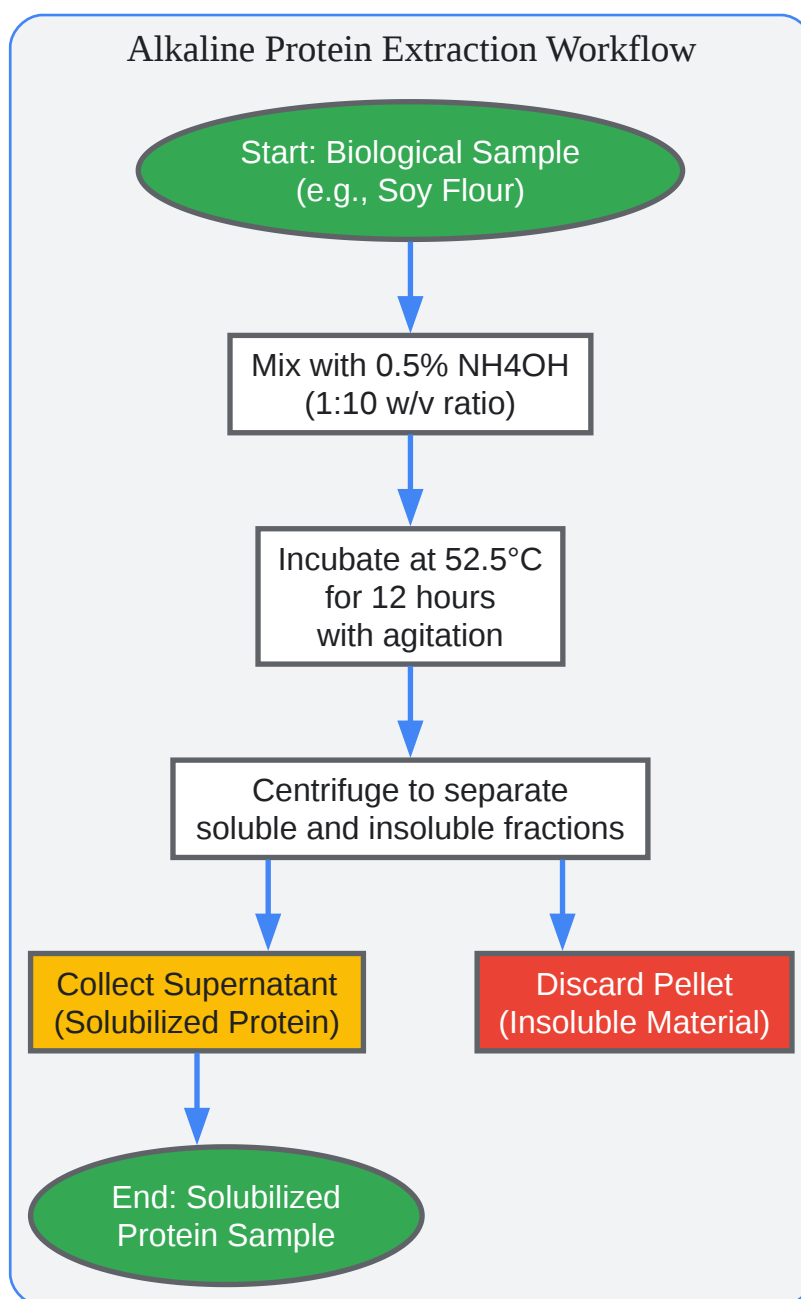 Alkaline Protein Extraction Workflow
Start: Biological Sample
(e.g., Soy Flour)
Mix with 0.5% NH4OH
(1:10 w/v ratio)
Incubate at 52.5°C
for 12 hours
with agitation
Centrifuge to separate
soluble and insoluble fractions
Collect Supernatant
(Solubilized Protein)
Discard Pellet
(Insoluble Material)
End: Solubilized
Protein Sample